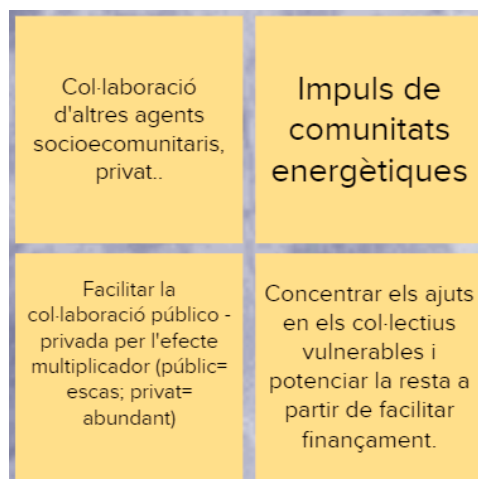 Col·laboració
d'altres agents
socioecomunitaris,
privat..
Impuls de
comunitats
energètiques
Facilitar la
col·laboració público -
privada per l'efecte
multiplicador (públic=
escas; privat=
abundant)
Concentrar els ajuts
en els col·lectius
vulnerables i
potenciar la resta a
partir de facilitar
finançament.